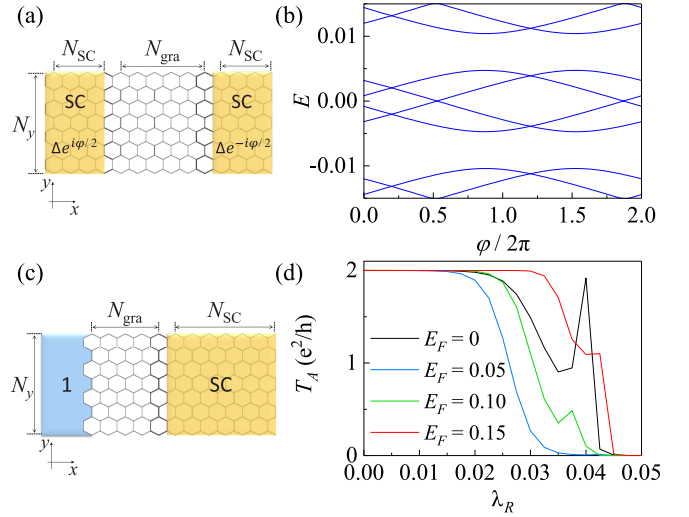 (a)
N_SC N_gra N_SC
N_y
SC SC
Δe^{iφ/2} Δe^{-iφ/2}
y
x
(b)
E
0.01
0.00
-0.01
0.0 0.5 1.0 1.5 2.0
φ / 2π
(c)
N_gra N_SC
N_y
1 SC
y
x
(d)
T_A (e²/h)
2
1
0
E_F = 0
E_F = 0.05
E_F = 0.10
E_F = 0.15
0.00 0.01 0.02 0.03 0.04 0.05
λ_R